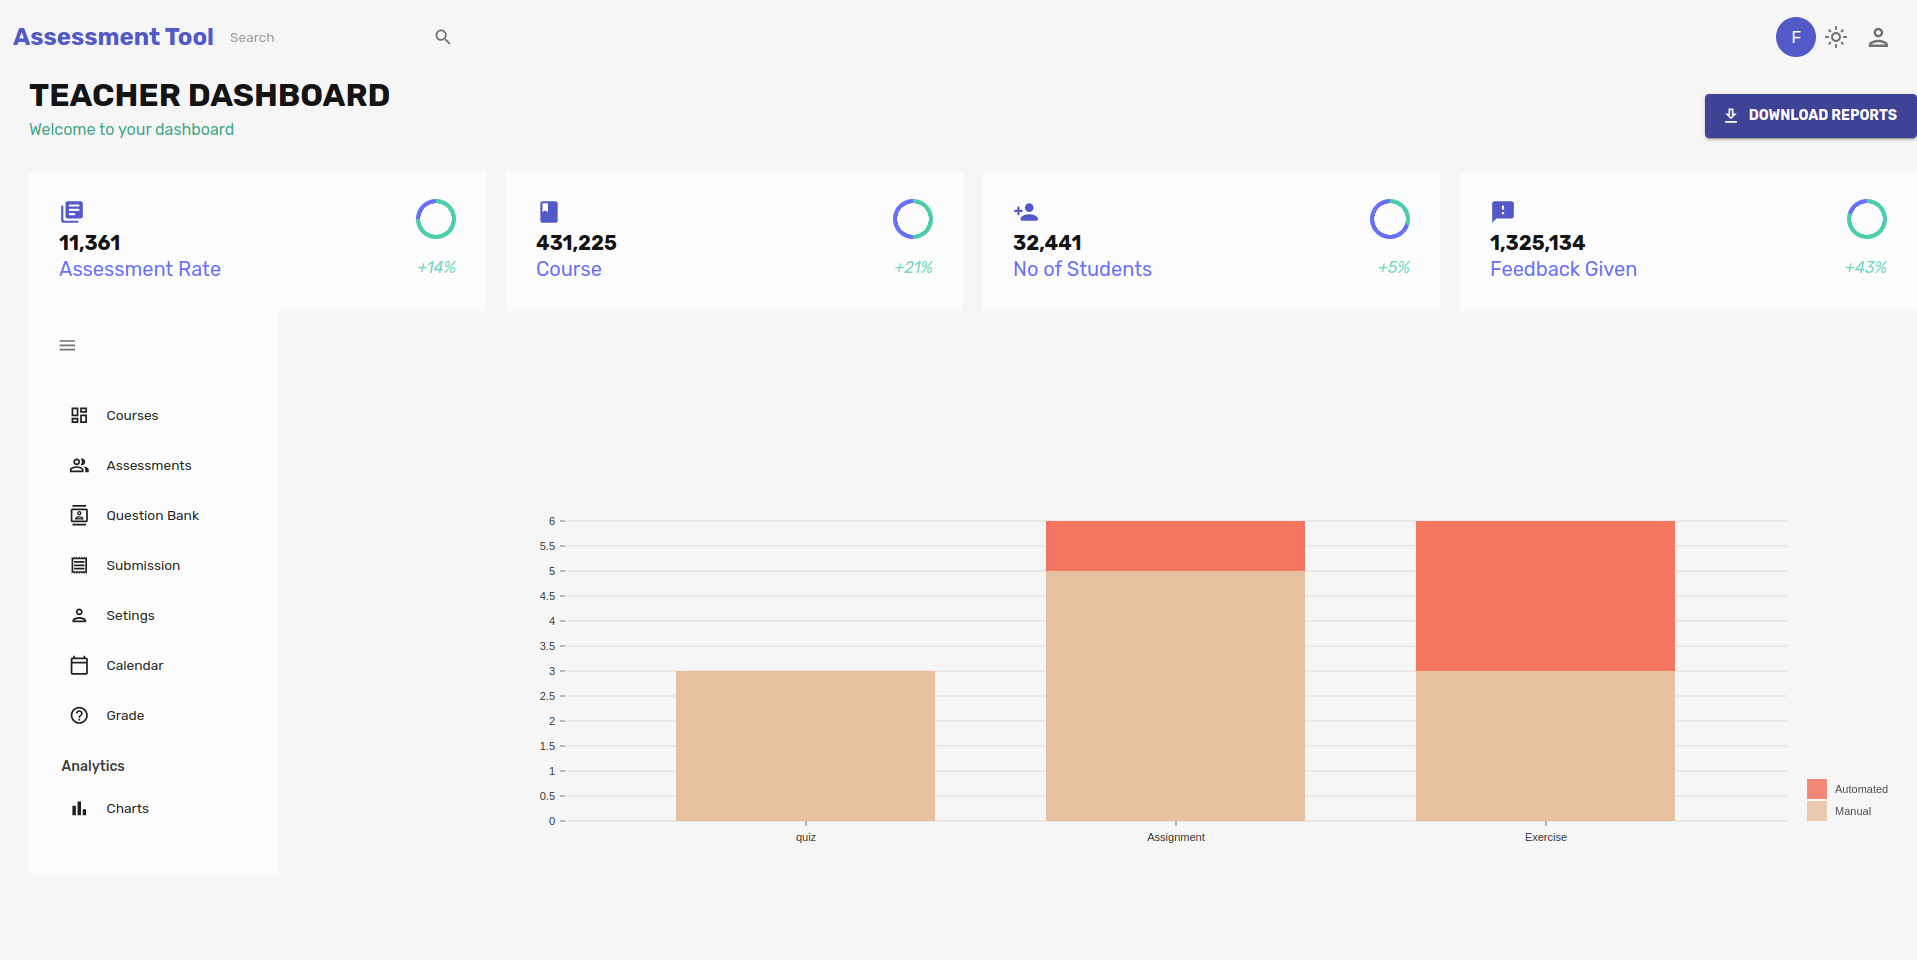 Assessment Tool
Search
F
TEACHER DASHBOARD
Welcome to your dashboard
DOWNLOAD REPORTS
11,361
Assessment Rate
+14%
431,225
Course
+21%
32,441
No of Students
+5%
1,325,134
Feedback Given
+43%
Courses
Assessments
Question Bank
Submission
Setings
Calendar
Grade
Analytics
Charts
6
5.5
5
4.5
4
3.5
3
2.5
2
1.5
1
0.5
0
quiz
Assignment
Exercise
Automated
Manual